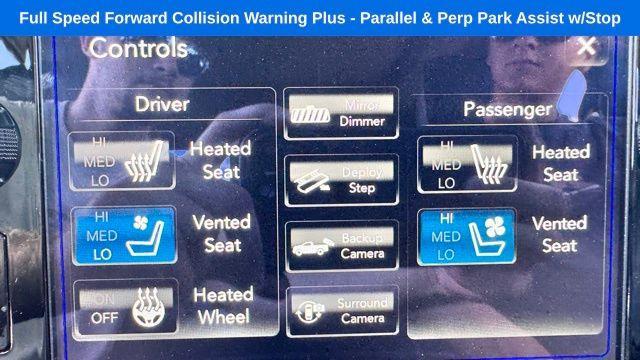 Full Speed Forward Collision Warning Plus - Parallel & Perp Park Assist w/Stop
Controls
Driver
HI
MED
LO
Heated
Seat
HI
MED
LO
Vented
Seat
ON
OFF
Heated
Wheel
Mirror
Dimmer
Deploy
Step
Backup
Camera
Surround
Camera
Passenger
HI
MED
LO
Heated
Seat
HI
MED
LO
Vented
Seat